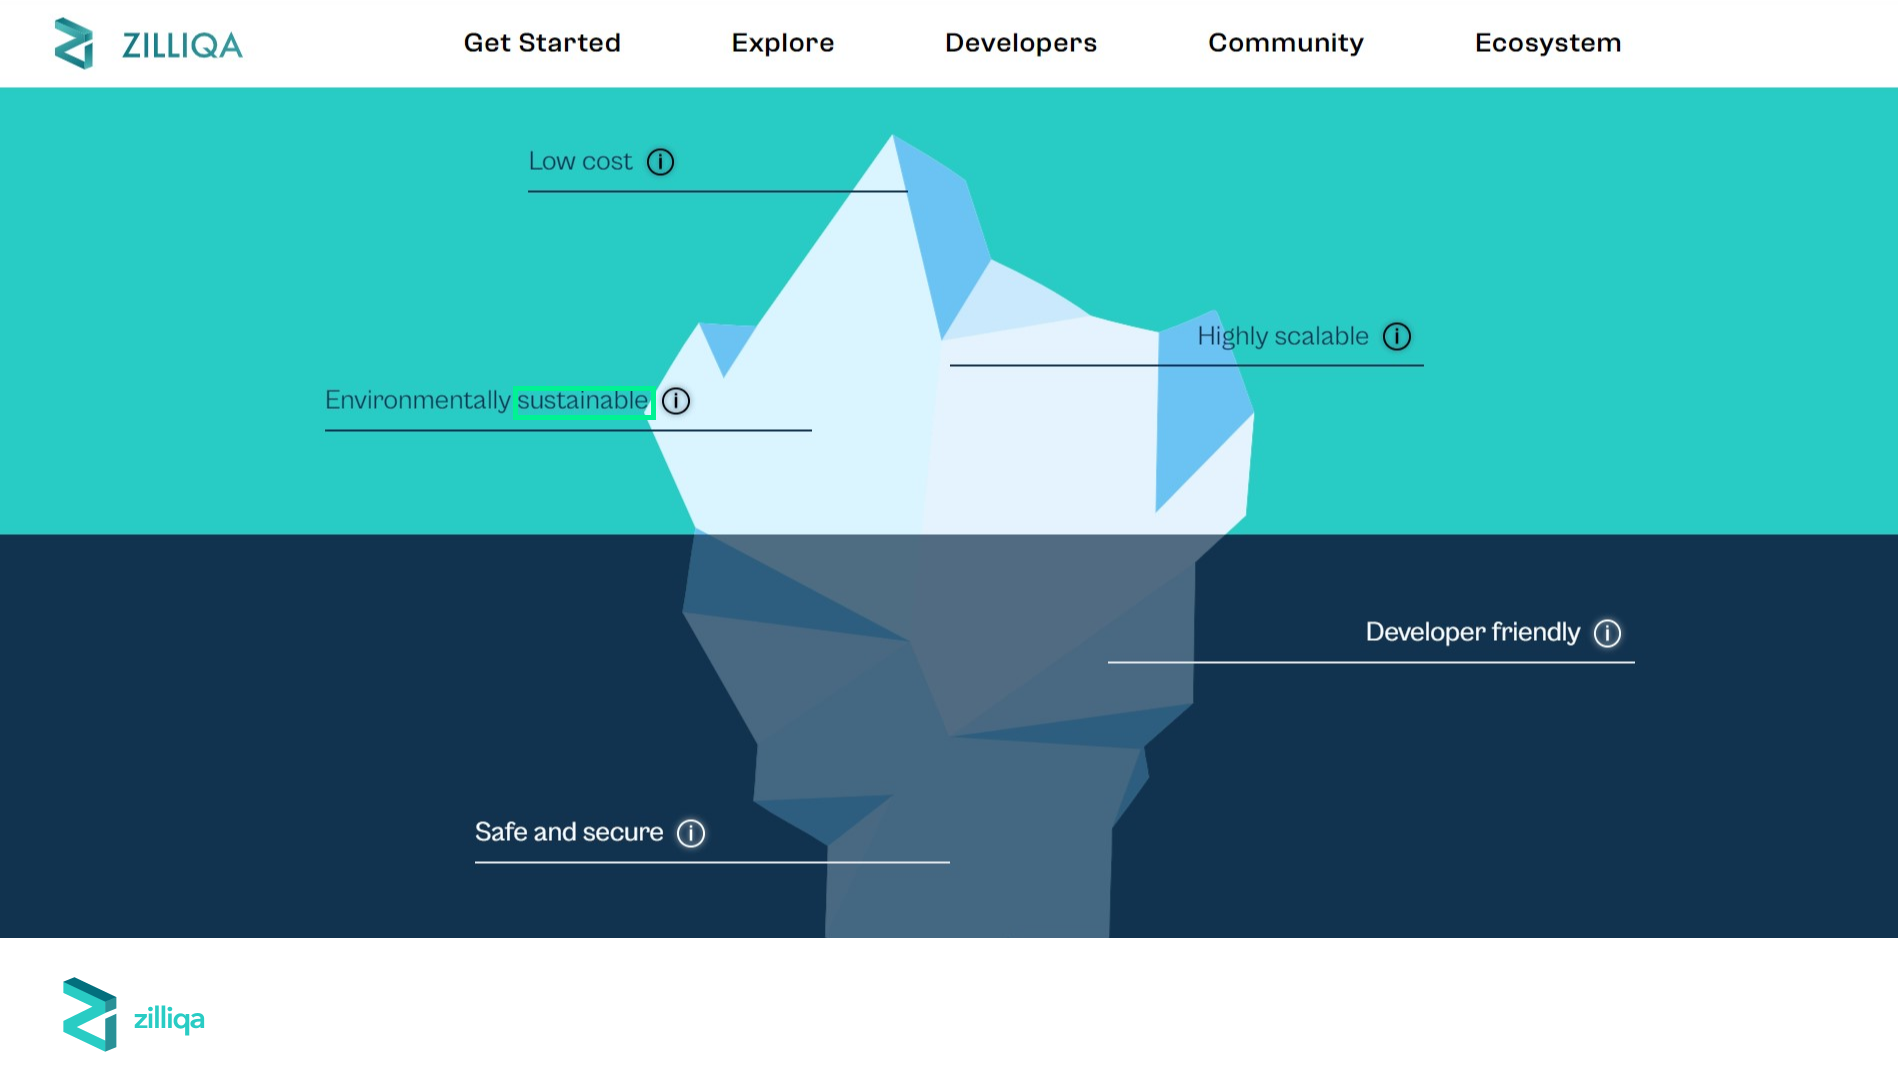 ZILLIQA
Get Started
Explore
Developers
Community
Ecosystem
Low cost
Highly scalable
Environmentally sustainable
Developer friendly
Safe and secure
zilliqa